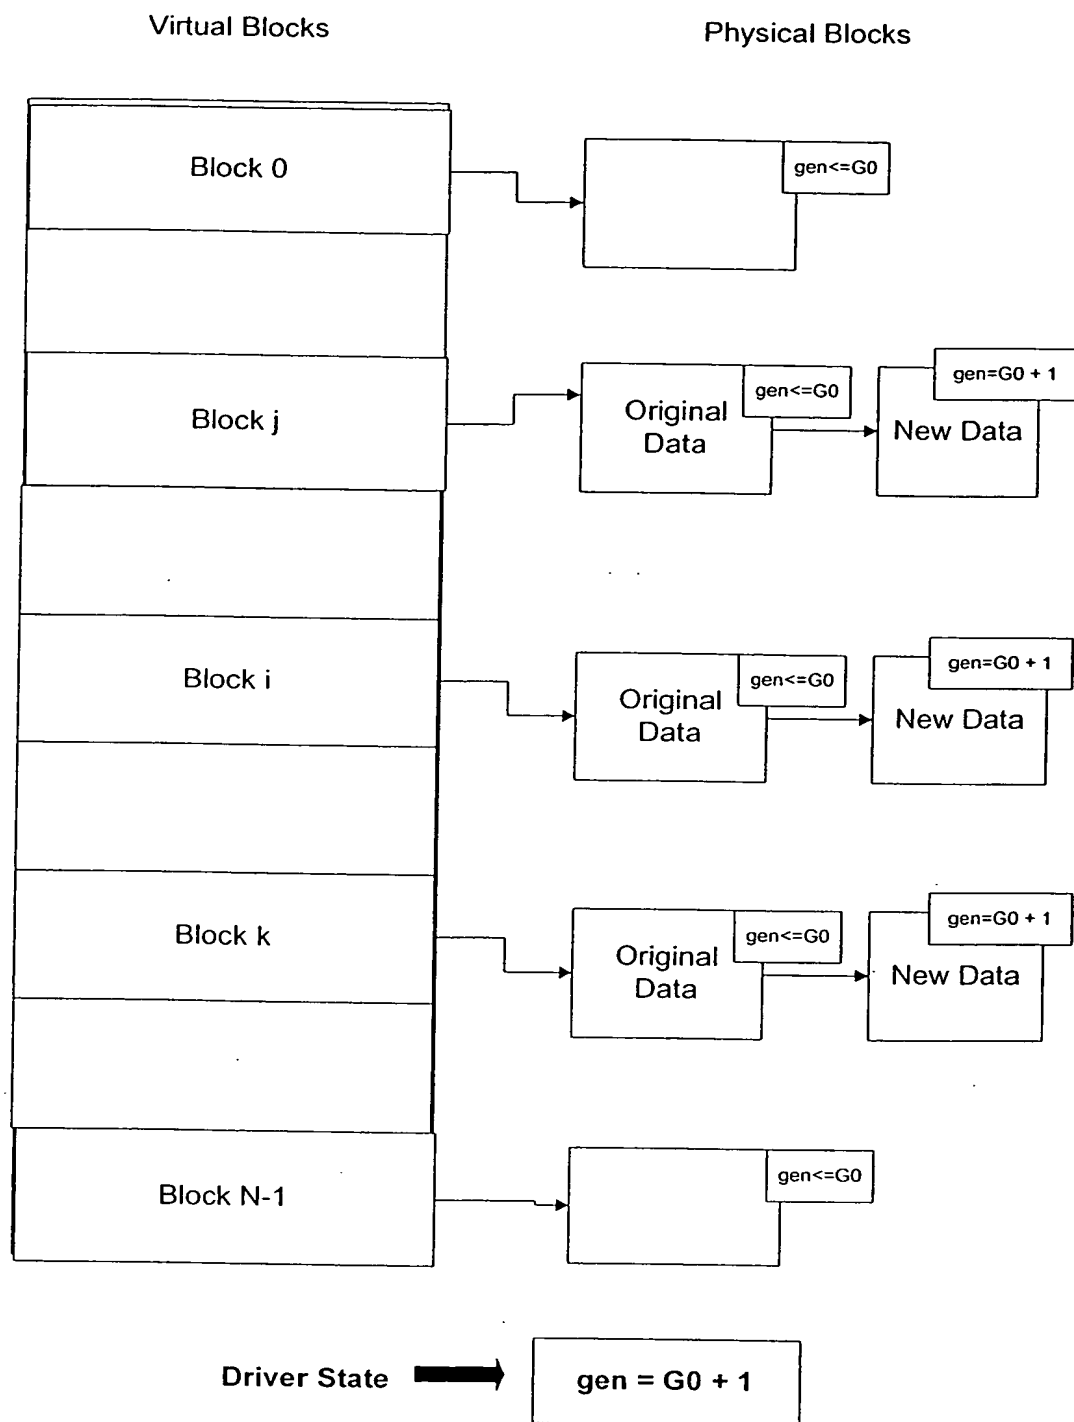 Virtual Blocks
Physical Blocks
Block 0
gen<=G0
Block j
Original
Data
gen<=G0
New Data
gen=G0 + 1
Block i
Original
Data
gen<=G0
New Data
gen=G0 + 1
Block k
Original
Data
gen<=G0
New Data
gen=G0 + 1
Block N-1
gen<=G0
Driver State
gen = G0 + 1